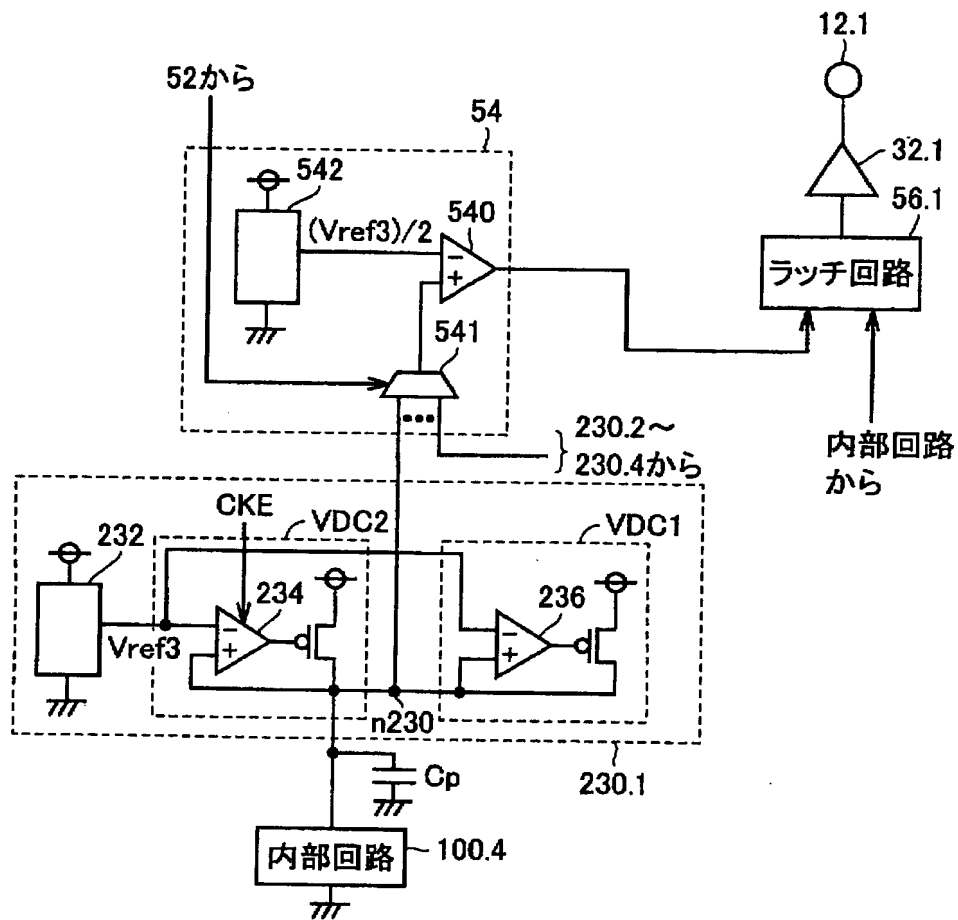 12.1
52から
54
32.1
542
540
56.1
(Vref3)/2
−
+
ラッチ回路
541
230.2～
230.4から
内部回路
から
CKE
VDC2
VDC1
232
234
236
−
+
−
+
Vref3
n230
Cp
230.1
内部回路
100.4